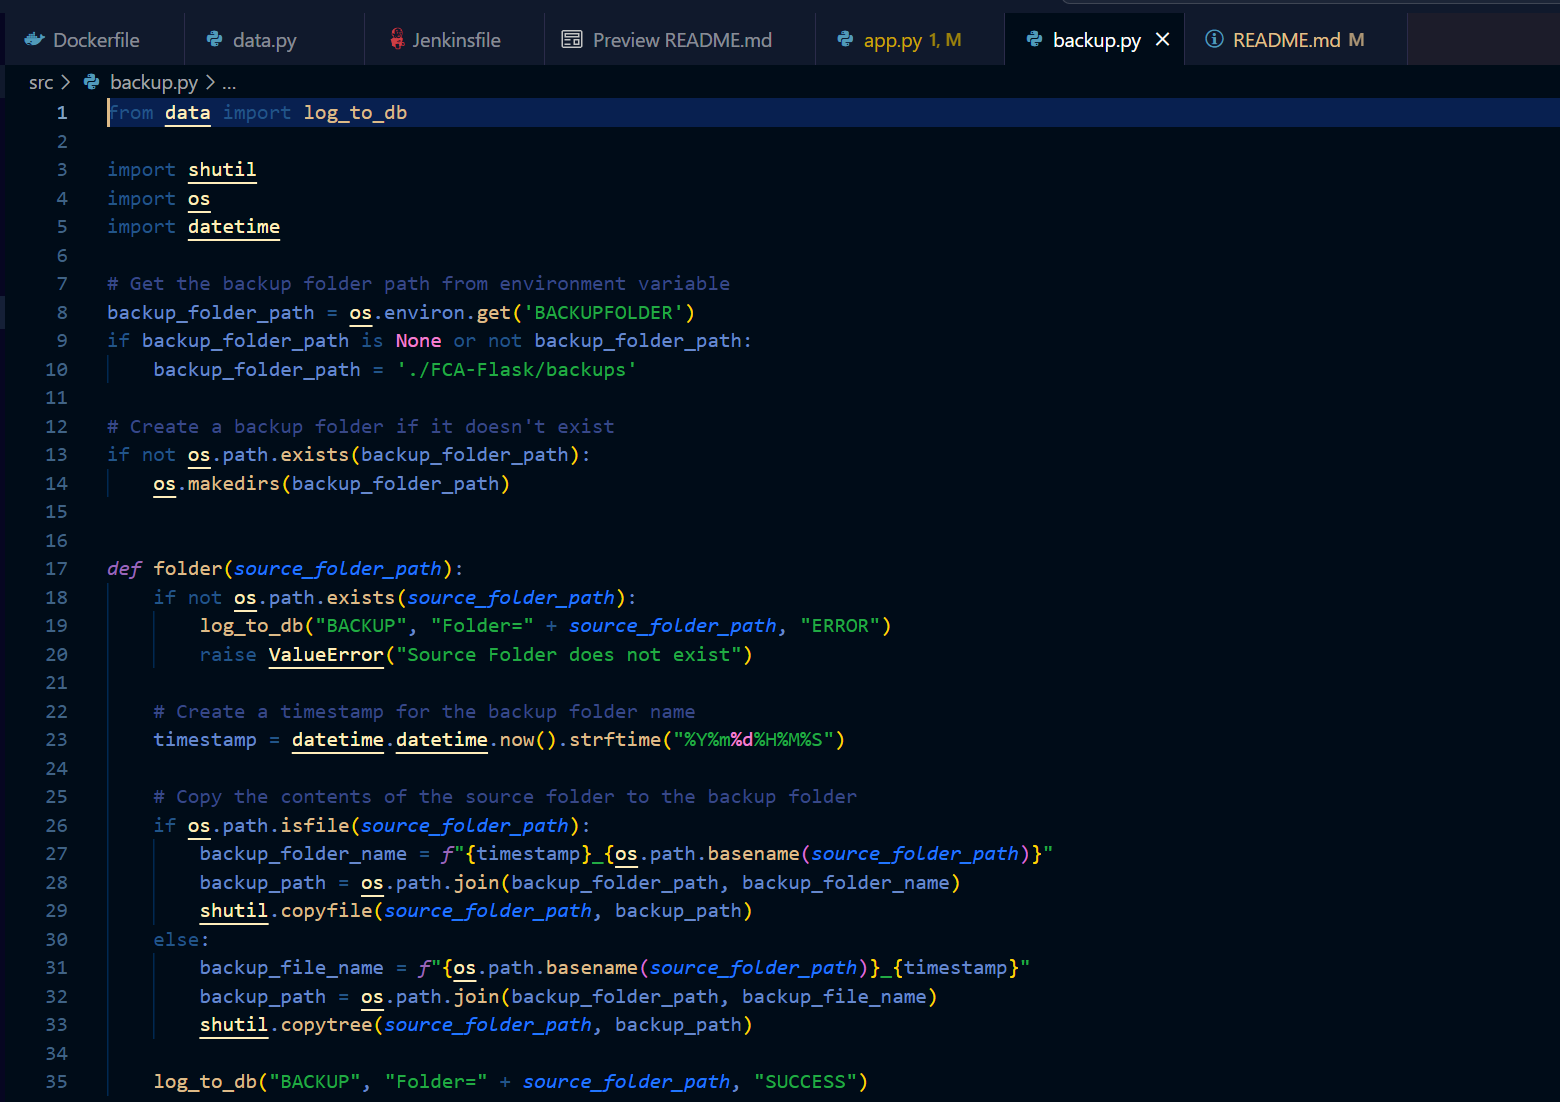 Dockerfile data.py Jenkinsfile Preview README.md app.py 1, M backup.py README.md M
src > backup.py > ...
1 from data import log_to_db
2
3 import shutil
4 import os
5 import datetime
6
7 # Get the backup folder path from environment variable
8 backup_folder_path = os.environ.get('BACKUPFOLDER')
9 if backup_folder_path is None or not backup_folder_path:
10     backup_folder_path = './FCA-Flask/backups'
11
12 # Create a backup folder if it doesn't exist
13 if not os.path.exists(backup_folder_path):
14     os.makedirs(backup_folder_path)
15
16
17 def folder(source_folder_path):
18     if not os.path.exists(source_folder_path):
19         log_to_db("BACKUP", "Folder=" + source_folder_path, "ERROR")
20         raise ValueError("Source Folder does not exist")
21
22     # Create a timestamp for the backup folder name
23     timestamp = datetime.datetime.now().strftime("%Y%m%d%H%M%S")
24
25     # Copy the contents of the source folder to the backup folder
26     if os.path.isfile(source_folder_path):
27         backup_folder_name = f"{timestamp}_{os.path.basename(source_folder_path)}"
28         backup_path = os.path.join(backup_folder_path, backup_folder_name)
29         shutil.copyfile(source_folder_path, backup_path)
30     else:
31         backup_file_name = f"{os.path.basename(source_folder_path)}_{timestamp}"
32         backup_path = os.path.join(backup_folder_path, backup_file_name)
33         shutil.copytree(source_folder_path, backup_path)
34
35     log_to_db("BACKUP", "Folder=" + source_folder_path, "SUCCESS")